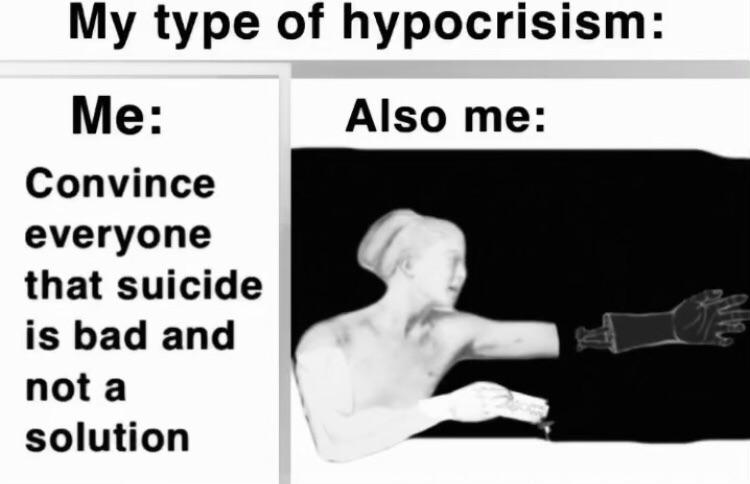 My type of hypocrisism:
Me:
Convince
everyone
that suicide
is bad and
not a
solution
Also me: